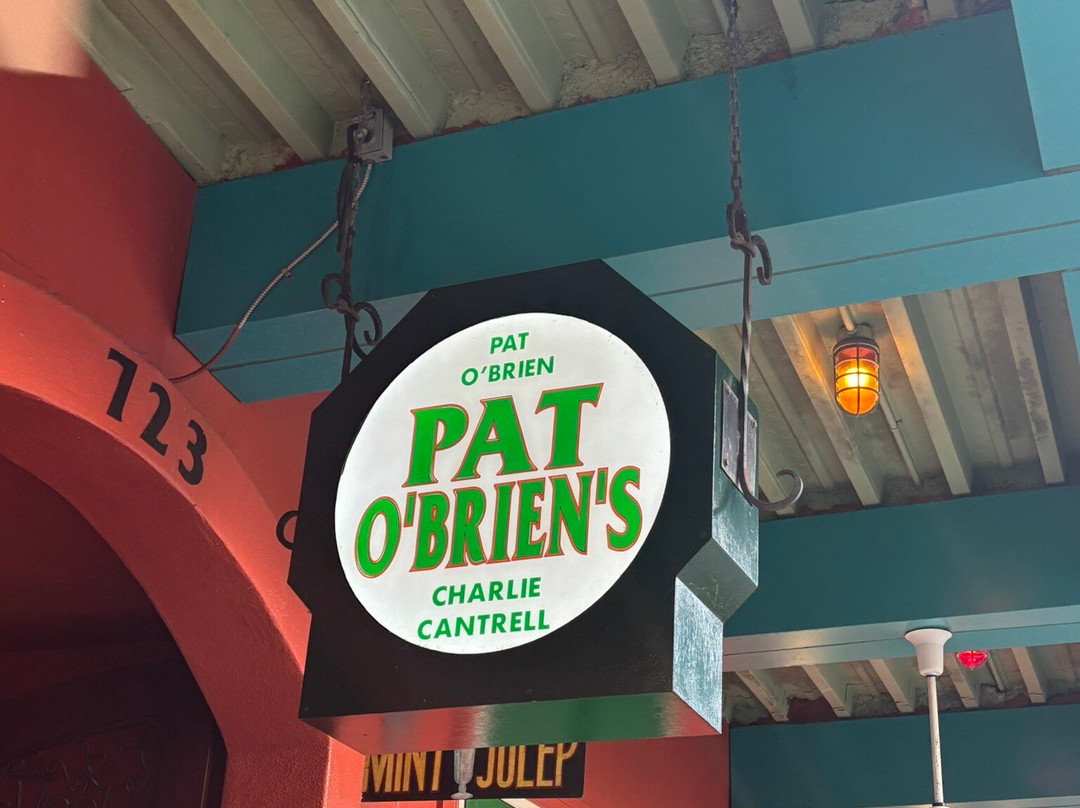 723
PAT
O'BRIEN
PAT
O'BRIEN'S
CHARLIE
CANTRELL
MINT JULEP